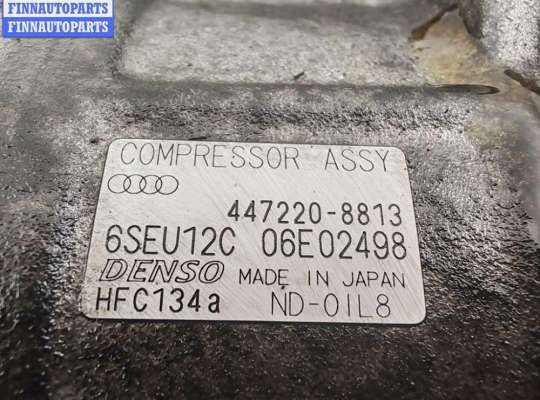 FINNAUTOPARTS
FINNAUTOPARTS
COMPRESSOR ASSY
447220-8813
6SEU12C 06E02498
DENSO MADE IN JAPAN
HFC134a ND-OIL8